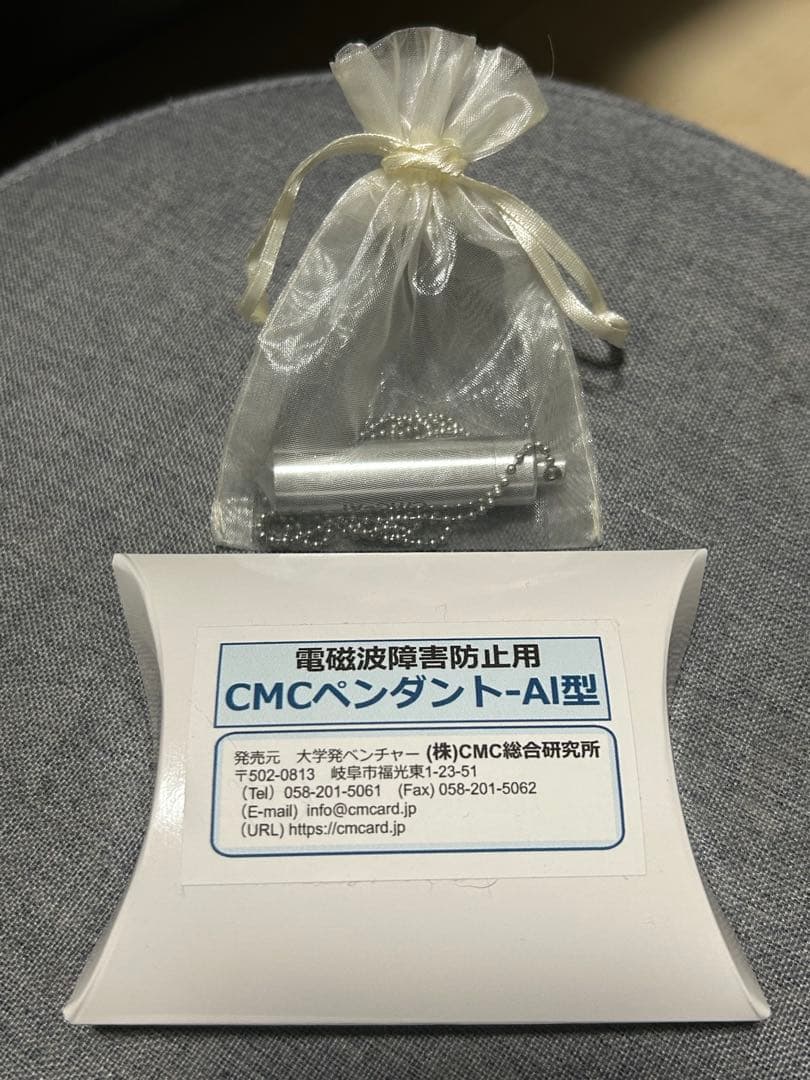 電磁波障害防止用
CMCペンダント-Al型
発売元　大学発ベンチャー (株)CMC総合研究所
〒502-0813　岐阜市福光東1-23-51
（Tel）058-201-5061　(Fax) 058-201-5062
（E-mail）info@cmcard.jp
（URL) https://cmcard.jp